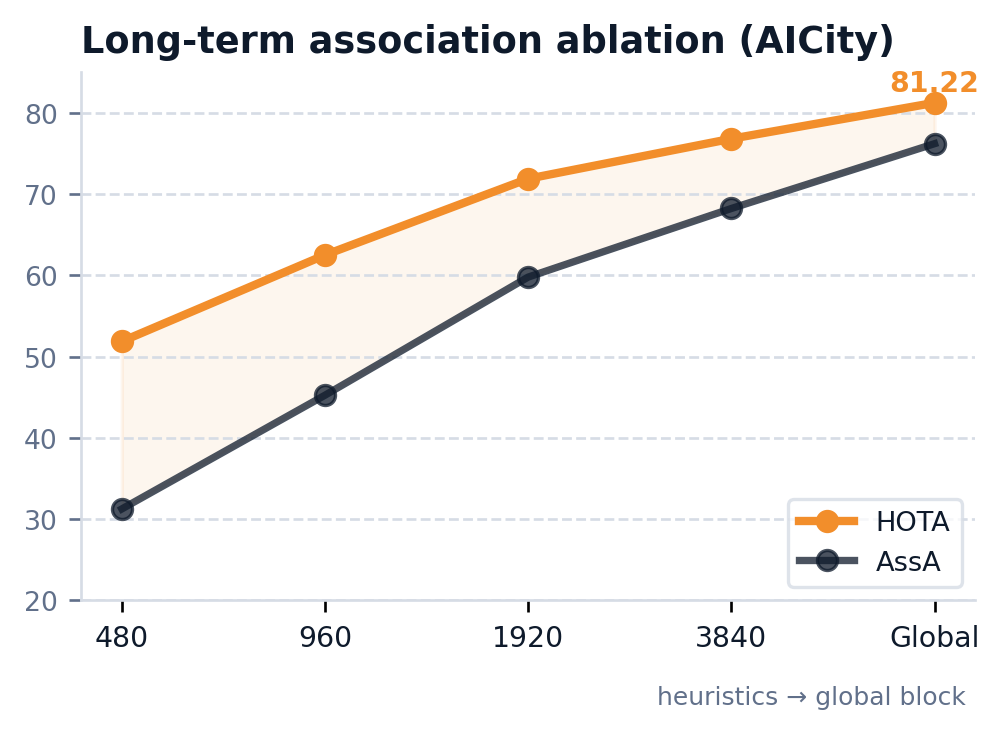 Long-term association ablation (AICity)
81.22
80
70
60
50
40
30
20
HOTA
AssA
480 960 1920 3840 Global
heuristics → global block